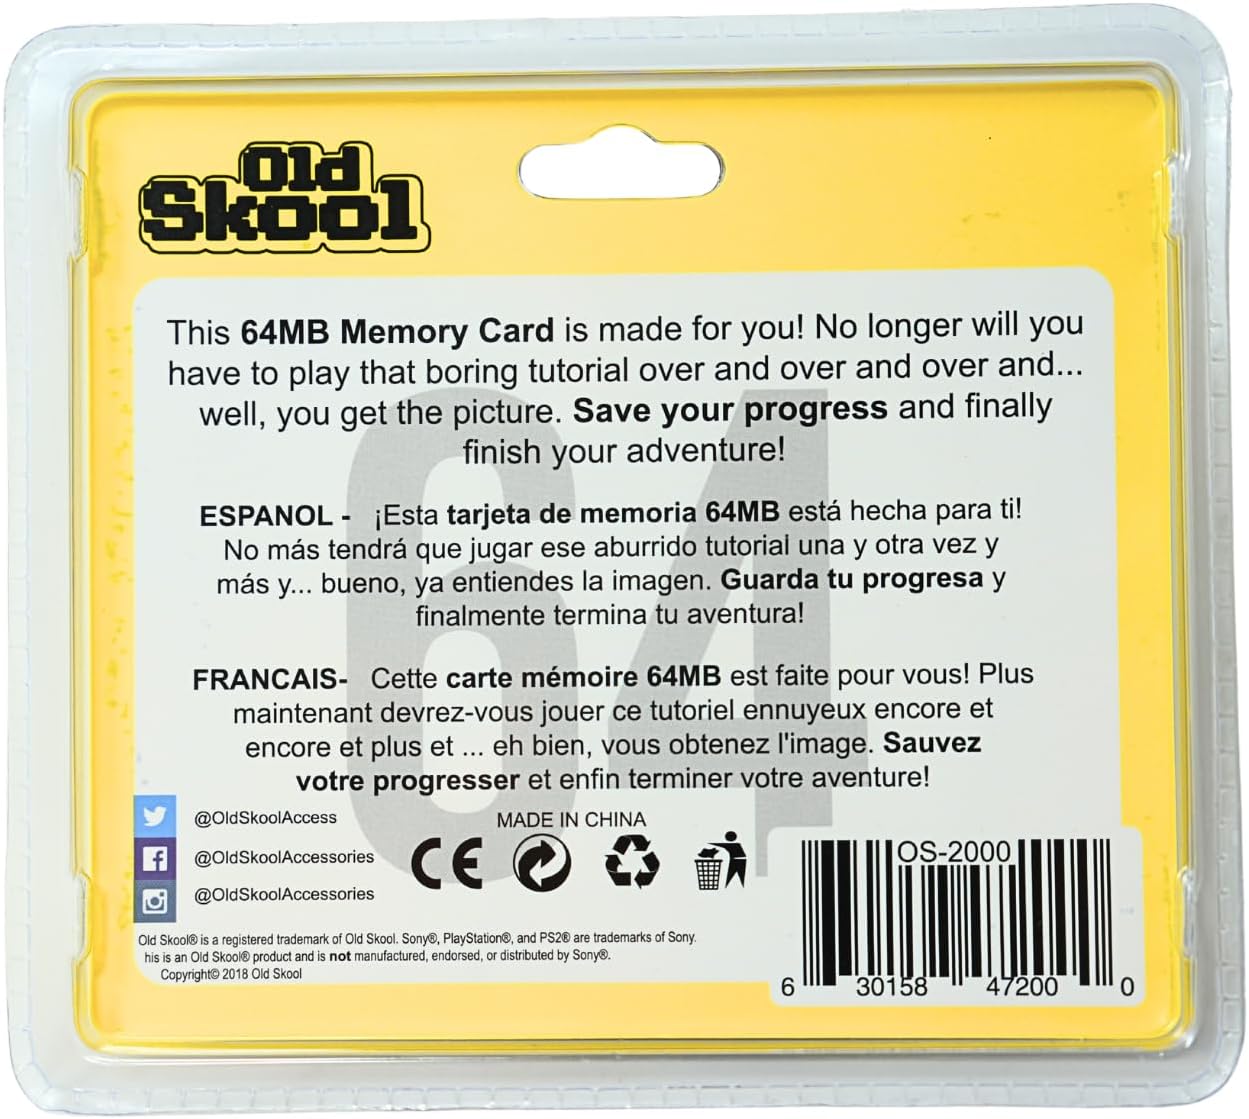 Old
Skool
This 64MB Memory Card is made for you! No longer will you
have to play that boring tutorial over and over and over and...
well, you get the picture. Save your progress and finally
finish your adventure!
ESPANOL - ¡Esta tarjeta de memoria 64MB está hecha para ti!
No más tendrá que jugar ese aburrido tutorial una y otra vez y
más y... bueno, ya entiendes la imagen. Guarda tu progresa y
finalmente termina tu aventura!
FRANCAIS- Cette carte mémoire 64MB est faite pour vous! Plus
maintenant devrez-vous jouer ce tutoriel ennuyeux encore et
encore et plus et ... eh bien, vous obtenez l'image. Sauvez
votre progresser et enfin terminer votre aventure!
64
@OldSkoolAccess
@OldSkoolAccessories
@OldSkoolAccessories
MADE IN CHINA
CE
OS-2000
6 30158 47200 0
Old Skool® is a registered trademark of Old Skool. Sony®, PlayStation®, and PS2® are trademarks of Sony.
his is an Old Skool® product and is not manufactured, endorsed, or distributed by Sony®.
Copyright© 2018 Old Skool